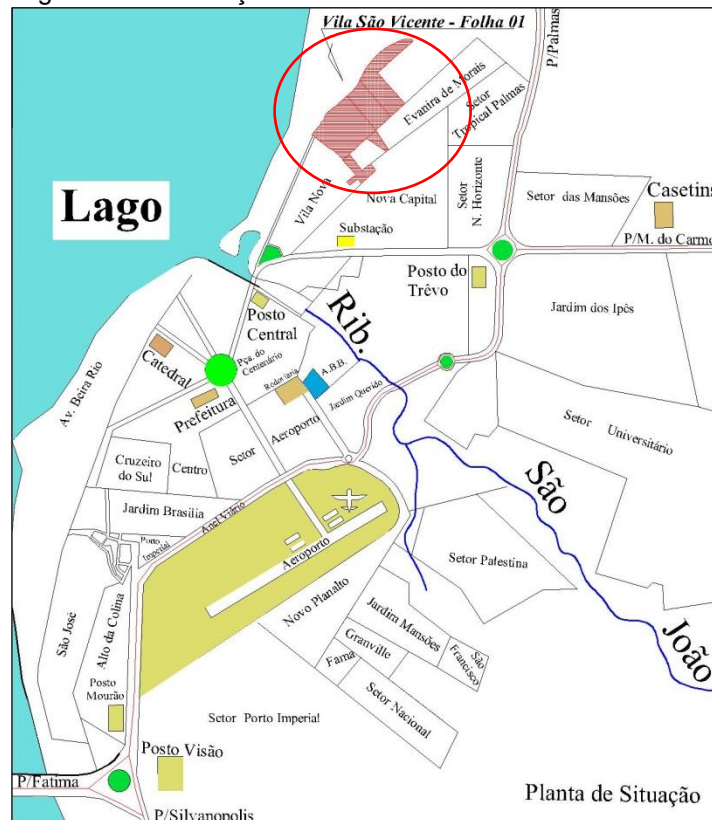 Vila São Vicente - Folha 01
P/Palmas
Evanira de Morais
Setor
Tropical Palmas
Lago
Vila Nova
Nova Capital
Setor
N. Horizonte
Setor das Mansões
Casetins
P/M. do Carmo
Substação
Posto do
Trêvo
Jardim dos Ipês
Posto
Central
Rib.
Av. Beira Rio
Catedral
Pça. do
Centenário
Prefeitura
Rodoviaria
A.B.B.
Jardim Querido
Setor Aeroporto
Setor Universitário
Cruzeiro
do Sul
Centro
São
Jardim Brasilia
Anel Viário
Porto
Imperial
Aeroporto
Setor Palestina
Novo Planalto
São José
Alto da Colina
Jardim Mansões
Granville
São
Francisco
Fama
João
Posto
Mourão
Setor Nacional
Setor Porto Imperial
Posto Visão
P/Fatima
P/Silvanopolis
Planta de Situação